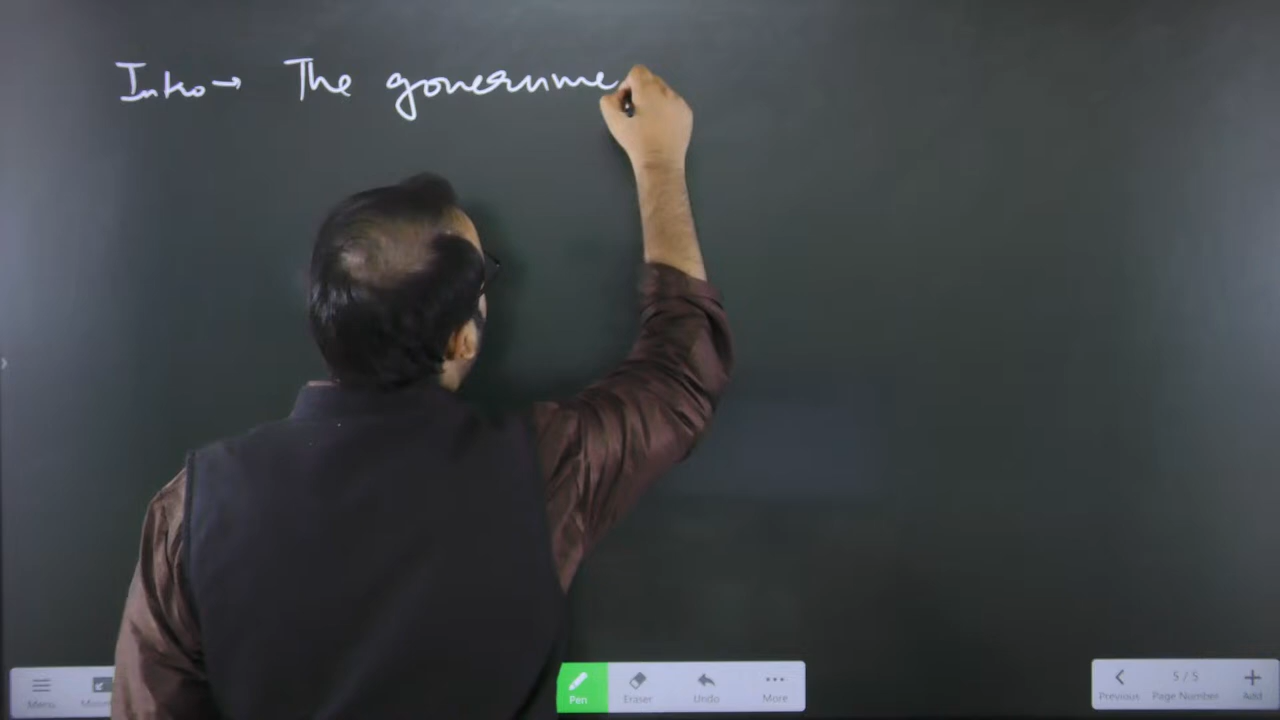 Intro → The governme
Menu
Pen Eraser Undo More
Previous 5 / 5 Page Number Add